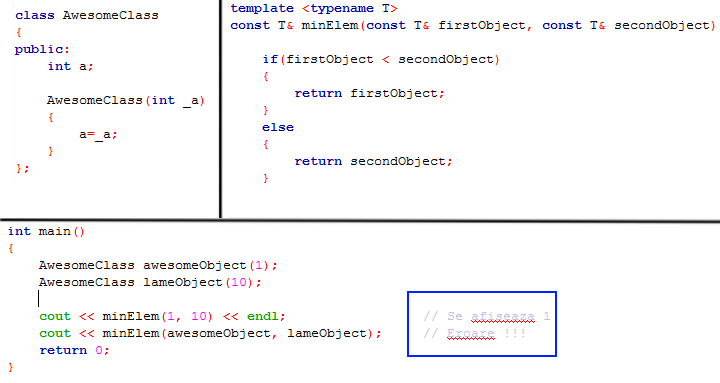 class AwesomeClass
{
public:
    int a;

    AwesomeClass(int _a)
    {
        a=_a;
    }
};
template <typename T>
const T& minElem(const T& firstObject, const T& secondObject)

    if(firstObject < secondObject)
    {
        return firstObject;
    }
    else
    {
        return secondObject;
    }
int main()
{
    AwesomeClass awesomeObject(1);
    AwesomeClass lameObject(10);

    cout << minElem(1, 10) << endl; // Se afiseaza 1
    cout << minElem(awesomeObject, lameObject); // Eroare !!!
    return 0;
}